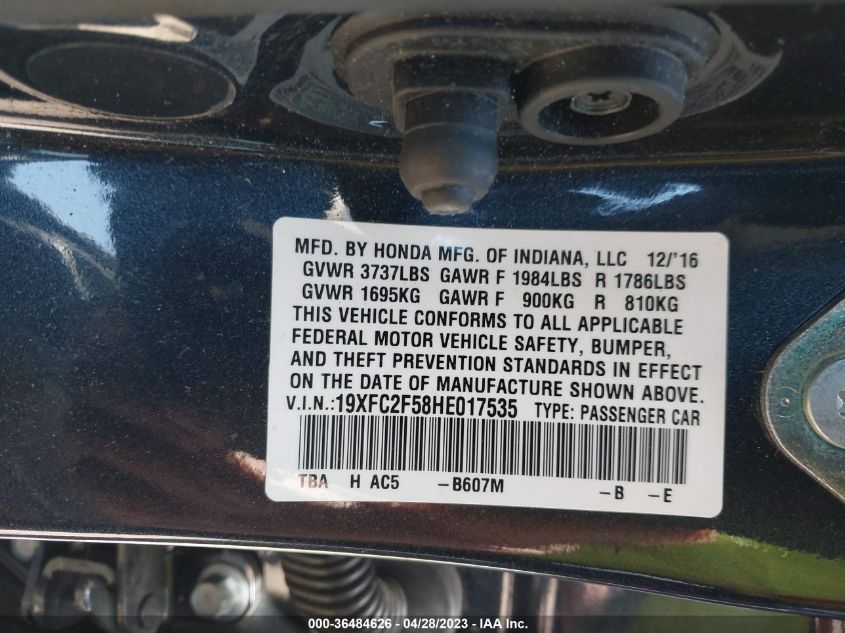 MFD. BY HONDA MFG. OF INDIANA, LLC 12/'16
GVWR 3737LBS GAWR F 1984LBS R 1786LBS
GVWR 1695KG GAWR F 900KG R 810KG
THIS VEHICLE CONFORMS TO ALL APPLICABLE
FEDERAL MOTOR VEHICLE SAFETY, BUMPER,
AND THEFT PREVENTION STANDARDS IN EFFECT
ON THE DATE OF MANUFACTURE SHOWN ABOVE.
V.I.N.:19XFC2F58HE017535 TYPE: PASSENGER CAR
TBA H AC5 -B607M -B -E
000-36484626 / 04/28/2023 - IAA Inc.